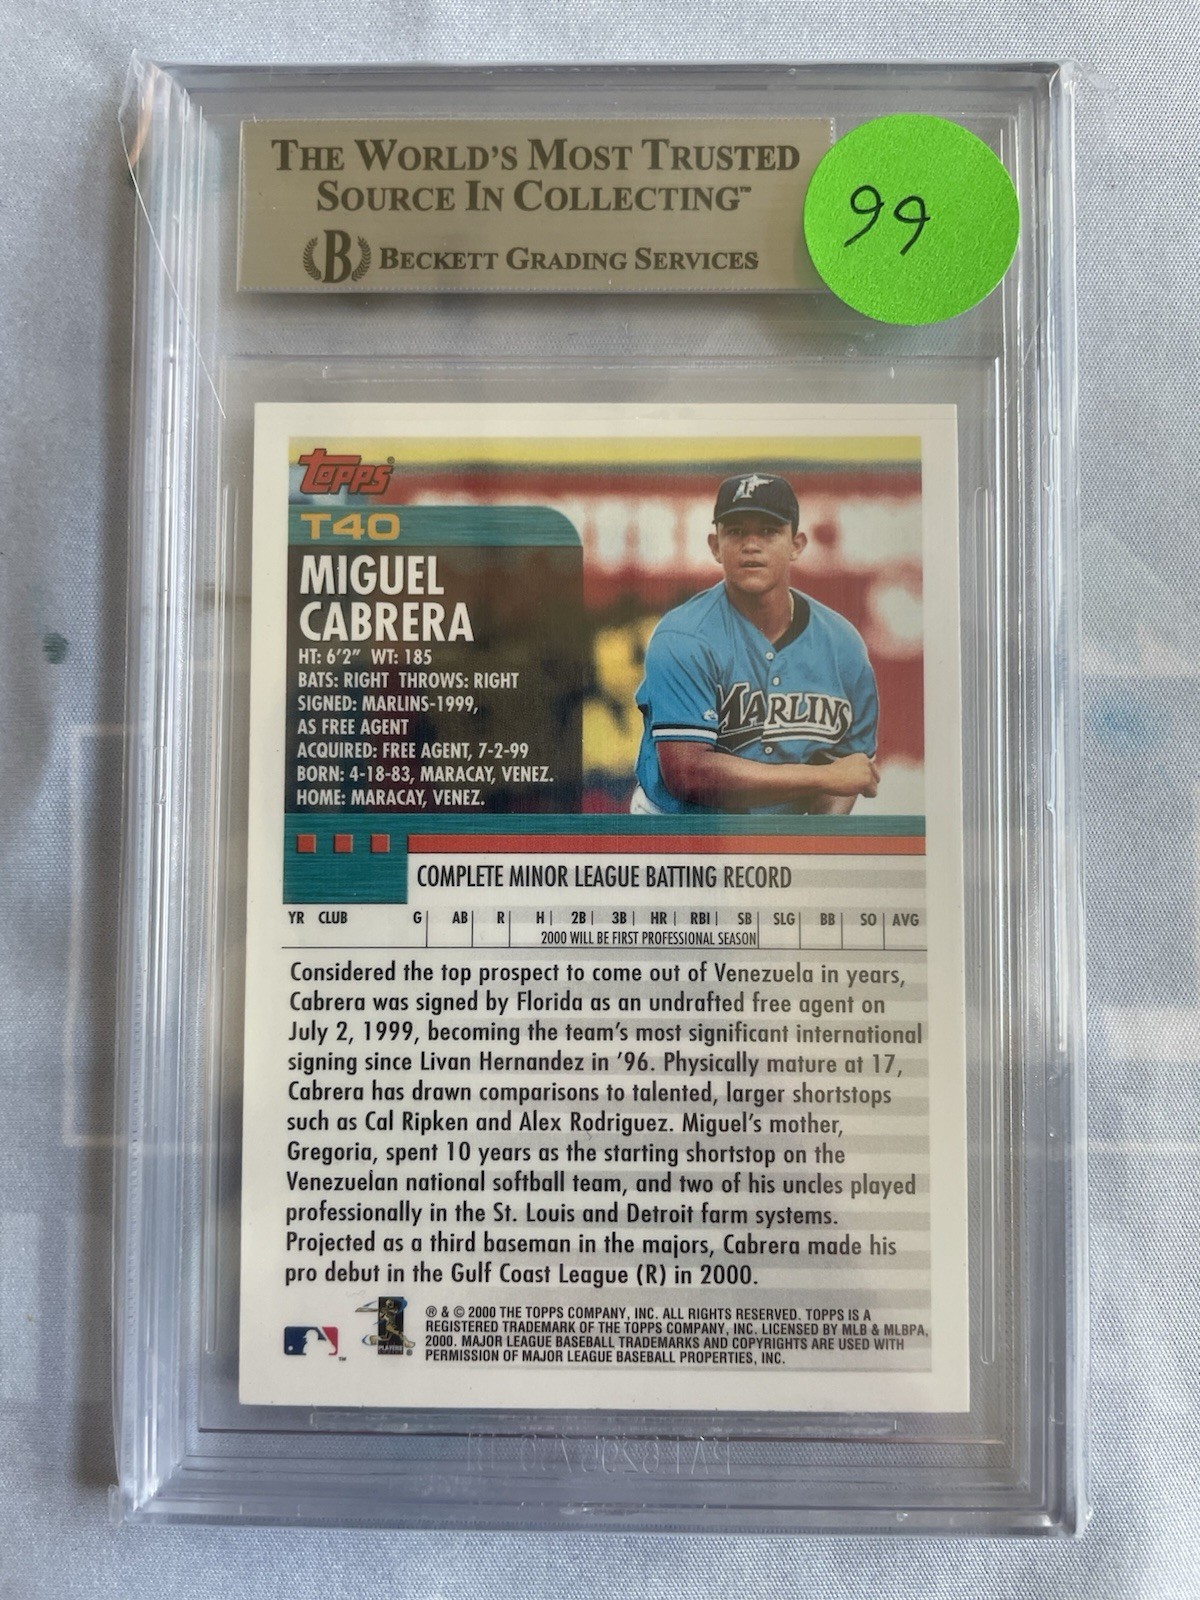 THE WORLD'S MOST TRUSTED
SOURCE IN COLLECTING™
B BECKETT GRADING SERVICES
99
TOPPS®
T40
MIGUEL
CABRERA
HT: 6'2" WT: 185
BATS: RIGHT THROWS: RIGHT
SIGNED: MARLINS-1999,
AS FREE AGENT
ACQUIRED: FREE AGENT, 7-2-99
BORN: 4-18-83, MARACAY, VENEZ.
HOME: MARACAY, VENEZ.
F
MARLINS
COMPLETE MINOR LEAGUE BATTING RECORD
YR CLUB G AB R H 2B 3B HR RBI SB SLG BB SO AVG
2000 WILL BE FIRST PROFESSIONAL SEASON
Considered the top prospect to come out of Venezuela in years,
Cabrera was signed by Florida as an undrafted free agent on
July 2, 1999, becoming the team's most significant international
signing since Livan Hernandez in '96. Physically mature at 17,
Cabrera has drawn comparisons to talented, larger shortstops
such as Cal Ripken and Alex Rodriguez. Miguel's mother,
Gregoria, spent 10 years as the starting shortstop on the
Venezuelan national softball team, and two of his uncles played
professionally in the St. Louis and Detroit farm systems.
Projected as a third baseman in the majors, Cabrera made his
pro debut in the Gulf Coast League (R) in 2000.
PLAYERS
® & © 2000 THE TOPPS COMPANY, INC. ALL RIGHTS RESERVED. TOPPS IS A
REGISTERED TRADEMARK OF THE TOPPS COMPANY, INC. LICENSED BY MLB & MLBPA,
2000. MAJOR LEAGUE BASEBALL TRADEMARKS AND COPYRIGHTS ARE USED WITH
PERMISSION OF MAJOR LEAGUE BASEBALL PROPERTIES, INC.